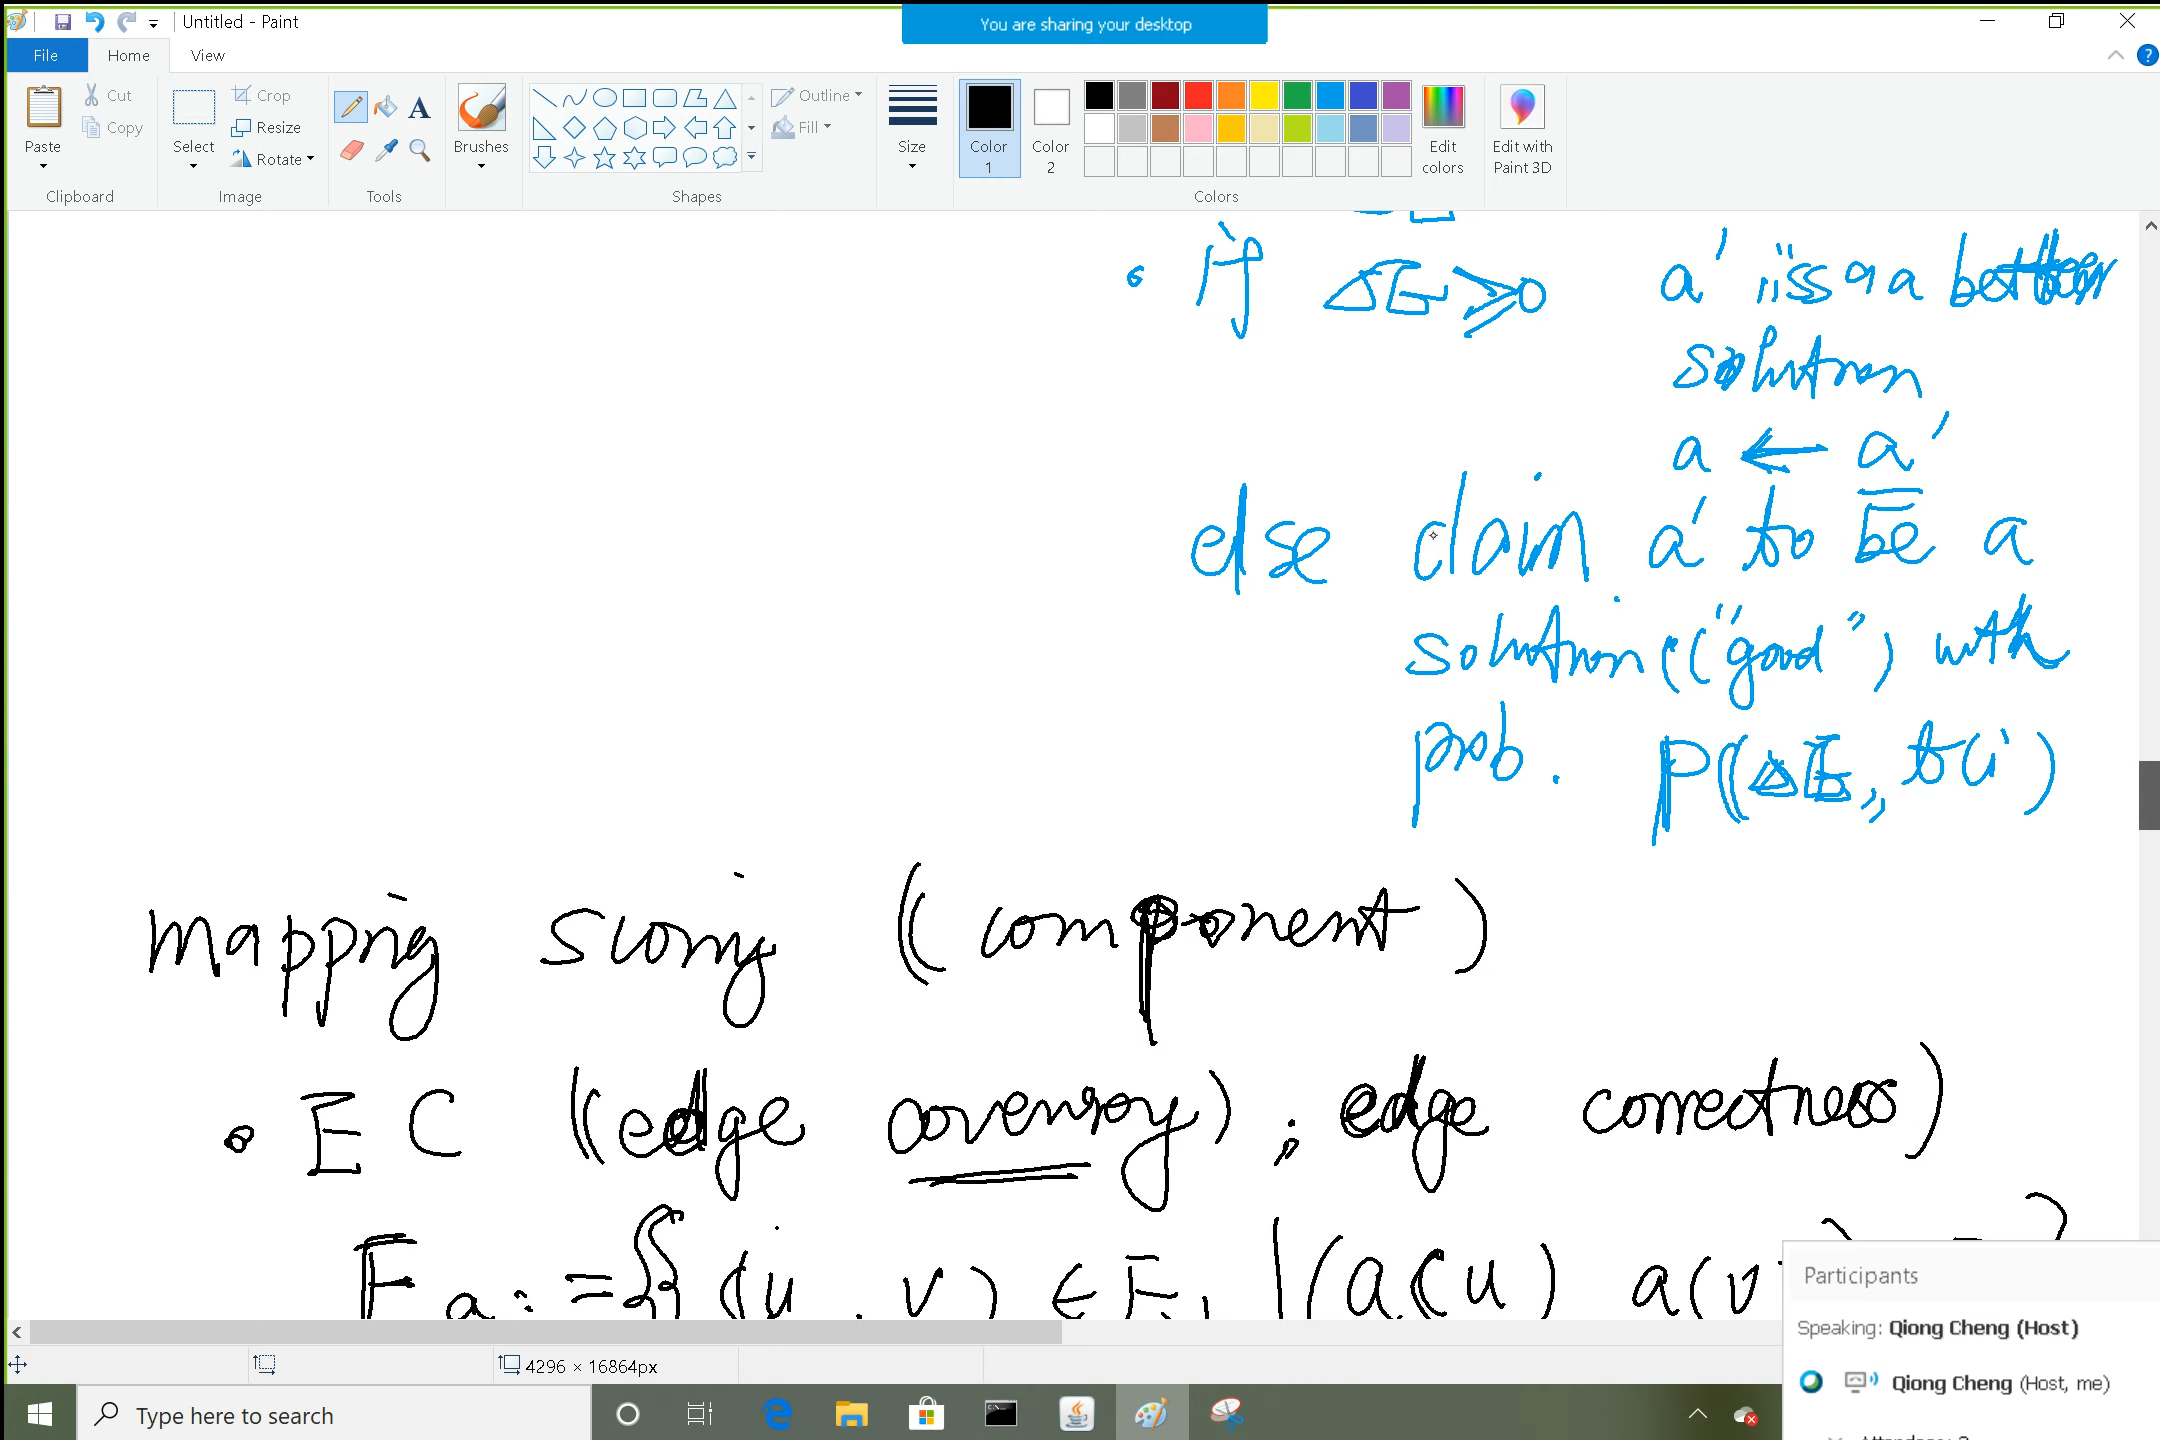 Untitled - Paint
You are sharing your desktop
File Home View
Cut
Copy
Paste
Clipboard
Crop
Resize
Rotate
Select
Image
A
Tools
Brushes
Outline
Fill
Shapes
Size
Color 1
Color 2
Edit colors
Edit with Paint 3D
Colors
• if ΔE ≥ 0 a' is a a better
solution
a ← a'
else claim a' to be a
solution (("good") with
prob. P(ΔE, t(i)
mapping scoring (component)
• EC (edge coverage); edge correctness)
Ea := { (u, v) ∈ E1 | (a(u) a(v
Participants
Speaking: Qiong Cheng (Host)
Qiong Cheng (Host, me)
4296 × 16864px
Type here to search